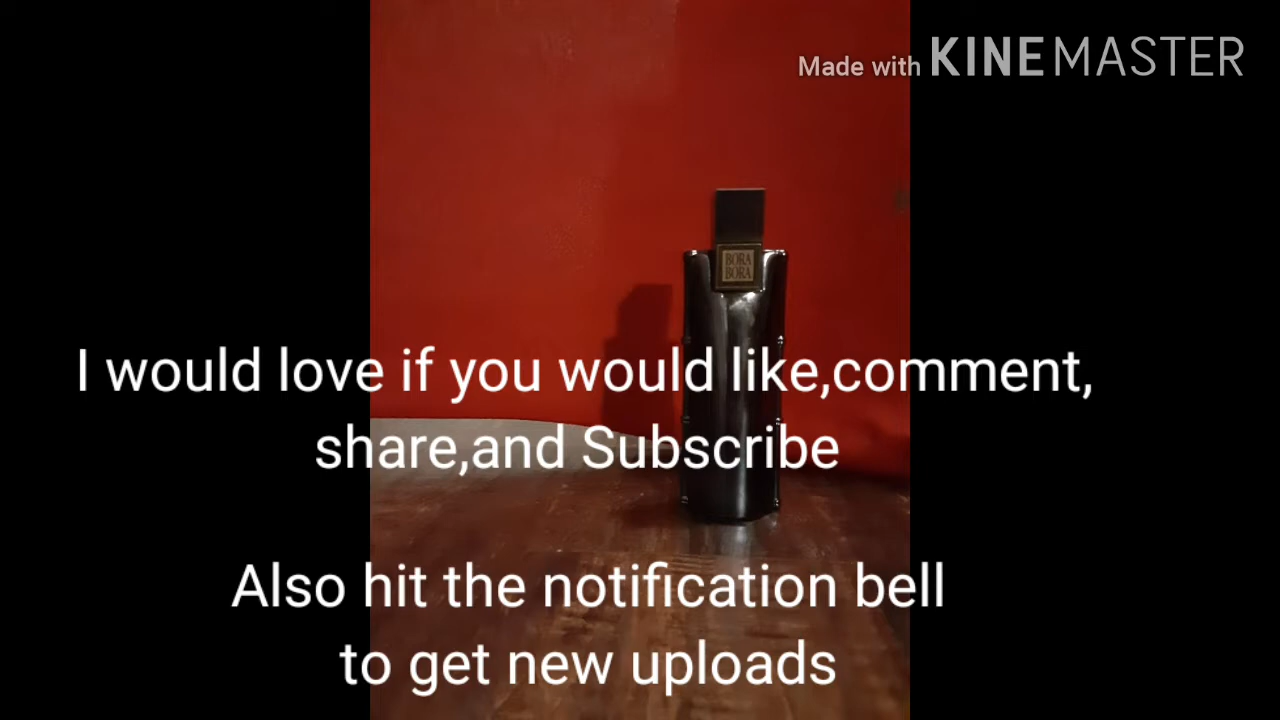 Made with KINEMASTER
BORA
BORA
I would love if you would like,comment,
share,and Subscribe
Also hit the notification bell
to get new uploads